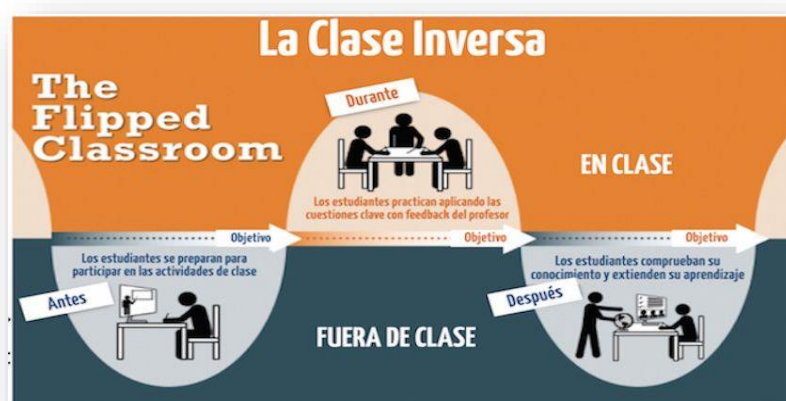 La Clase Inversa
The
Flipped
Classroom
Durante
Los estudiantes practican aplicando las
cuestiones clave con feedback del profesor
EN CLASE
Objetivo
Objetivo
Objetivo
Los estudiantes se preparan para
participar en las actividades de clase
Antes
FUERA DE CLASE
Los estudiantes comprueban su
conocimiento y extienden su aprendizaje
Después